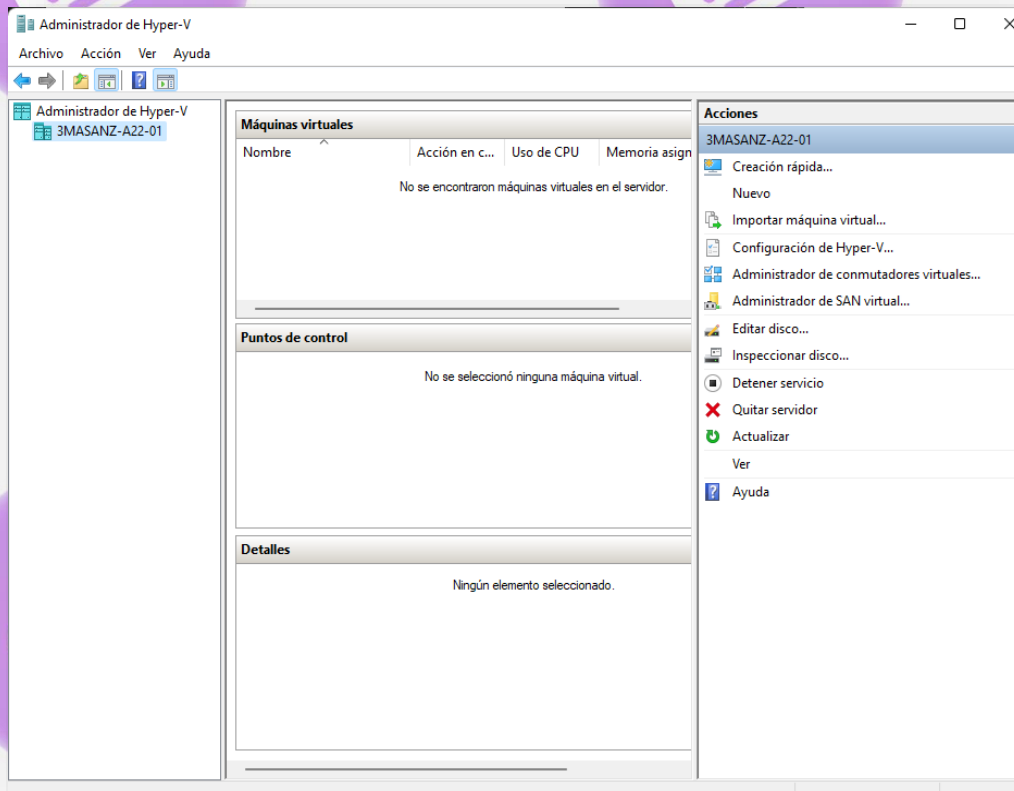 Administrador de Hyper-V
Archivo Acción Ver Ayuda
Administrador de Hyper-V
3MASANZ-A22-01
Máquinas virtuales
Nombre Acción en c... Uso de CPU Memoria asign
No se encontraron máquinas virtuales en el servidor.
Puntos de control
No se seleccionó ninguna máquina virtual.
Detalles
Ningún elemento seleccionado.
Acciones
3MASANZ-A22-01
Creación rápida...
Nuevo
Importar máquina virtual...
Configuración de Hyper-V...
Administrador de conmutadores virtuales...
Administrador de SAN virtual...
Editar disco...
Inspeccionar disco...
Detener servicio
Quitar servidor
Actualizar
Ver
Ayuda